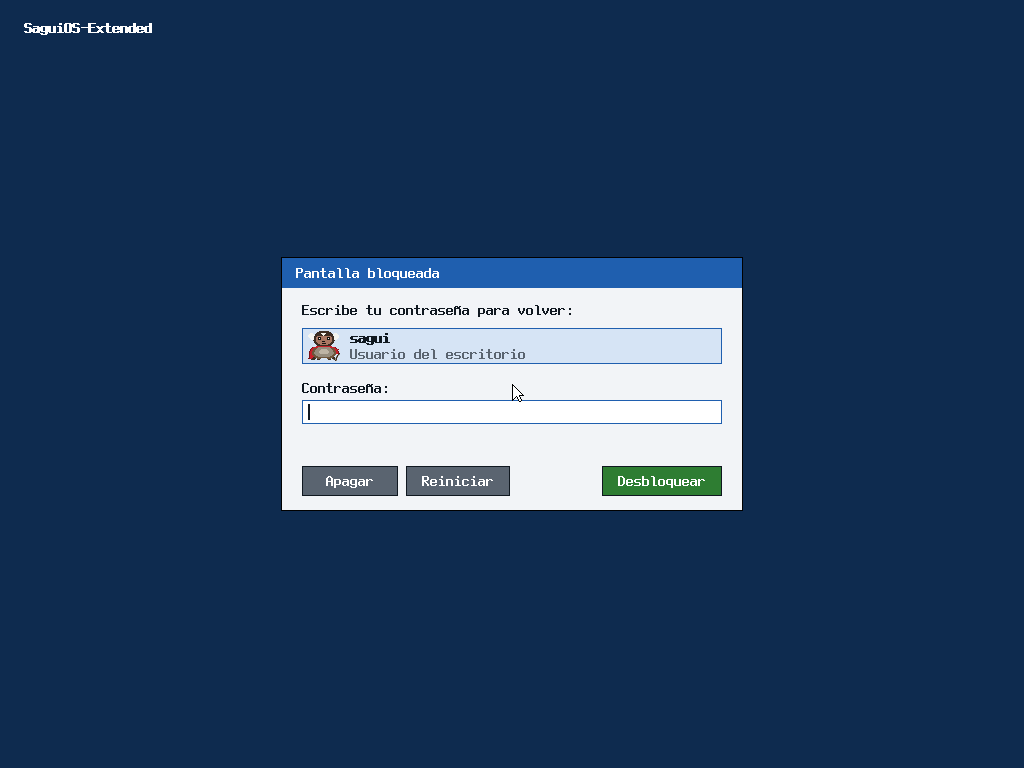 SaguiOS-Extended
Pantalla bloqueada
Escribe tu contraseña para volver:
sagui
Usuario del escritorio
Contraseña:
Apagar Reiniciar Desbloquear